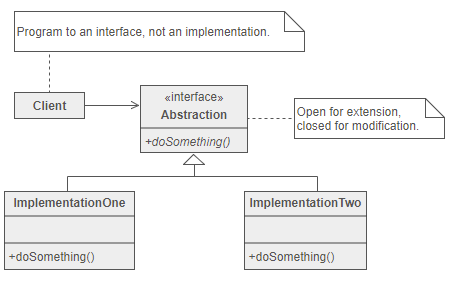 Program to an interface, not an implementation.
Client
«interface»
Abstraction
+doSomething()
Open for extension,
closed for modification.
ImplementationOne
+doSomething()
ImplementationTwo
+doSomething()